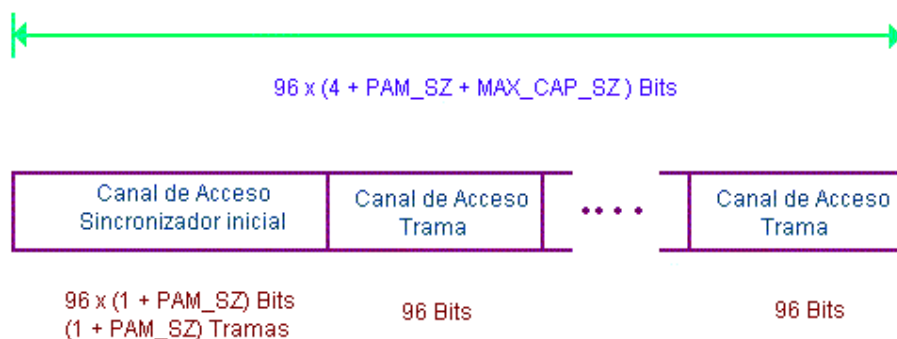 96 x (4 + PAM_SZ + MAX_CAP_SZ ) Bits
Canal de Acceso
Sincronizador inicial
Canal de Acceso
Trama
• • • •
Canal de Acceso
Trama
96 x (1 + PAM_SZ) Bits
(1 + PAM_SZ) Tramas
96 Bits
96 Bits